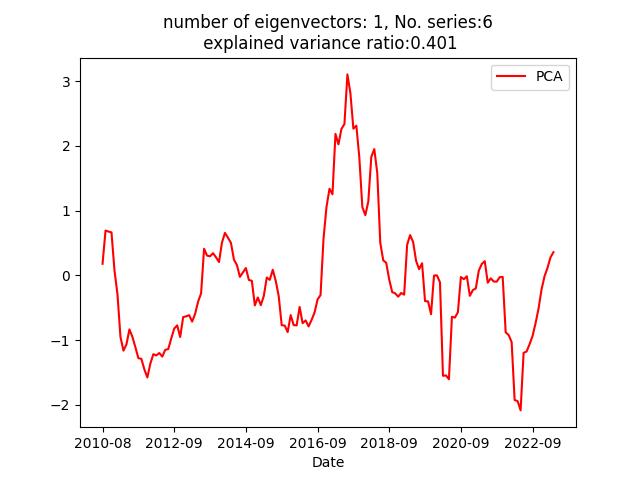 number of eigenvectors: 1, No. series:6
explained variance ratio:0.401
PCA
3
2
1
0
−1
−2
2010-08 2012-09 2014-09 2016-09 2018-09 2020-09 2022-09
Date